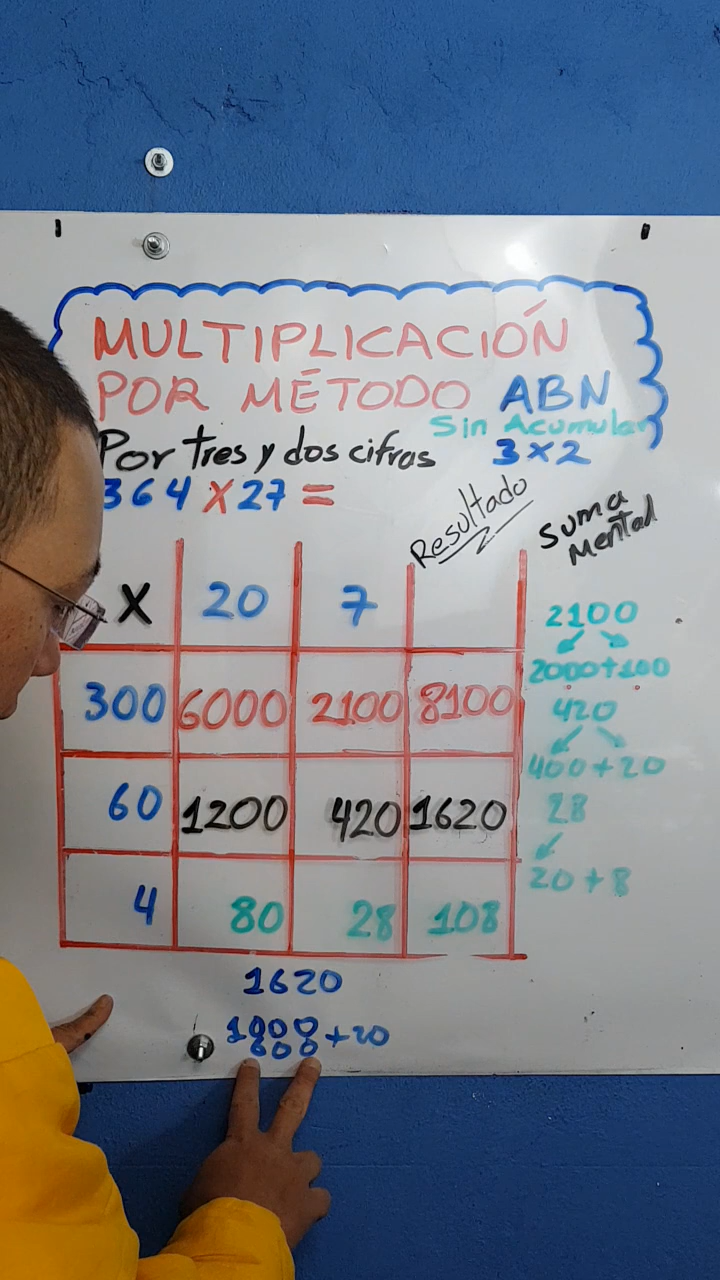 MULTIPLICACIÓN
POR MÉTODO ABN
Sin Acumular
Por tres y dos cifras 3x2
364 x 27 =
Resultado
suma mental
X 20 7
300 6000 2100 8100
60 1200 420 1620
4 80 28 108
2100
2000+100
420
400+20
28
20+8
1620
1000+20
600